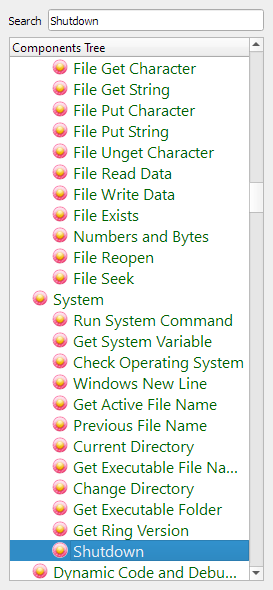 Search Shutdown
Components Tree
File Get Character
File Get String
File Put Character
File Put String
File Unget Character
File Read Data
File Write Data
File Exists
Numbers and Bytes
File Reopen
File Seek
System
Run System Command
Get System Variable
Check Operating System
Windows New Line
Get Active File Name
Previous File Name
Current Directory
Get Executable File Na...
Change Directory
Get Executable Folder
Get Ring Version
Shutdown
Dynamic Code and Debu...